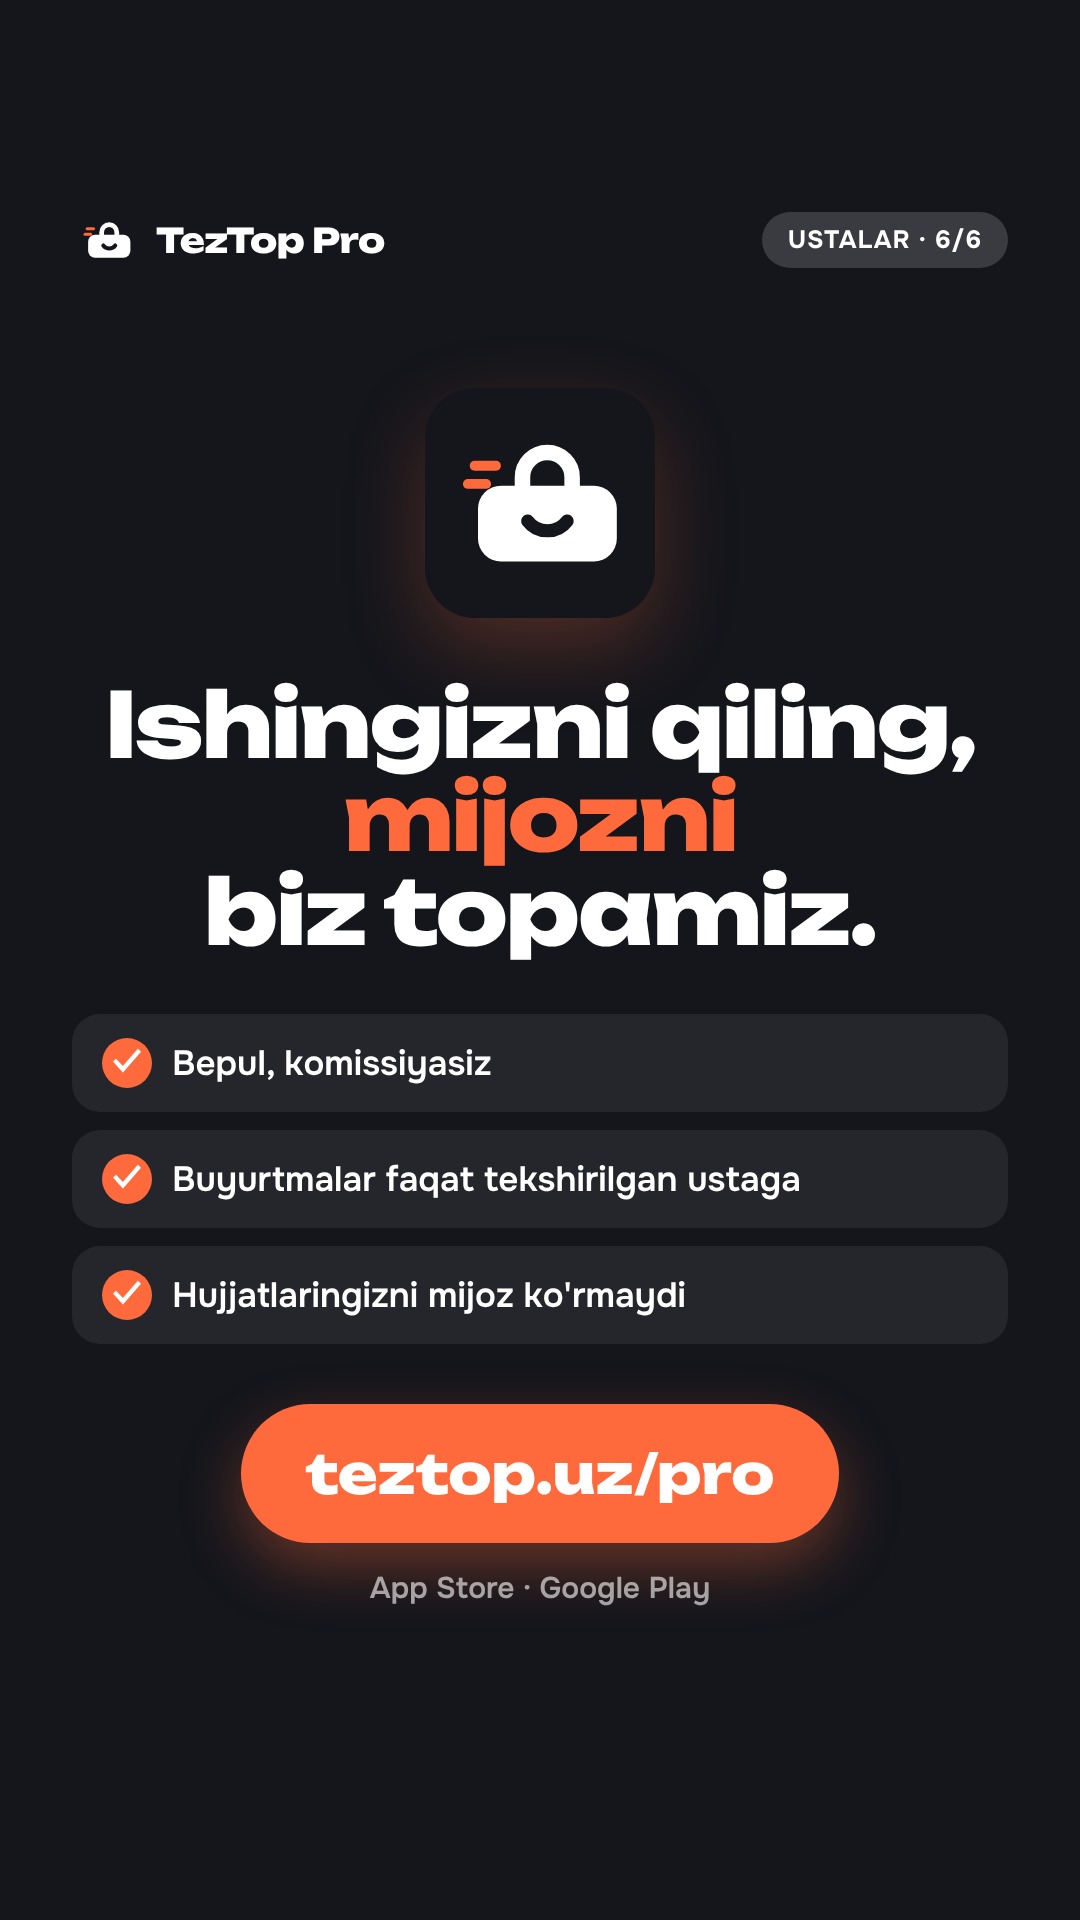 TezTop Pro
USTALAR · 6/6
Ishingizni qiling,
mijozni
biz topamiz.
Bepul, komissiyasiz
Buyurtmalar faqat tekshirilgan ustaga
Hujjatlaringizni mijoz ko'rmaydi
teztop.uz/pro
App Store · Google Play